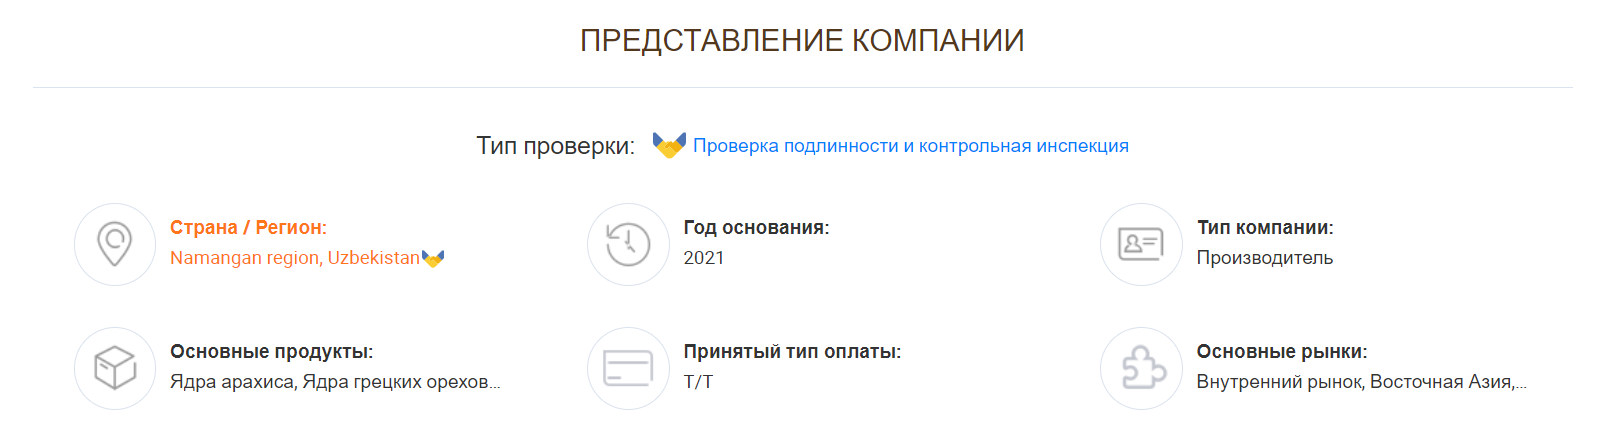 ПРЕДСТАВЛЕНИЕ КОМПАНИИ
Тип проверки: Проверка подлинности и контрольная инспекция
Страна / Регион:
Namangan region, Uzbekistan
Год основания:
2021
Тип компании:
Производитель
Основные продукты:
Ядра арахиса, Ядра грецких орехов...
Принятый тип оплаты:
T/T
Основные рынки:
Внутренний рынок, Восточная Азия,...